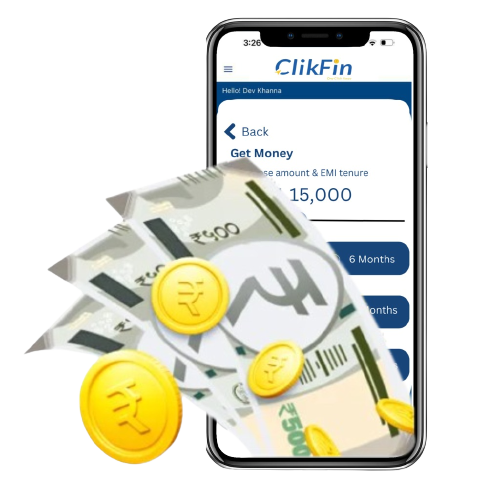 3:26
ClikFin
Hello! Dev Khanna
Back
Get Money
amount & EMI tenure
15,000
6 Months
₹500